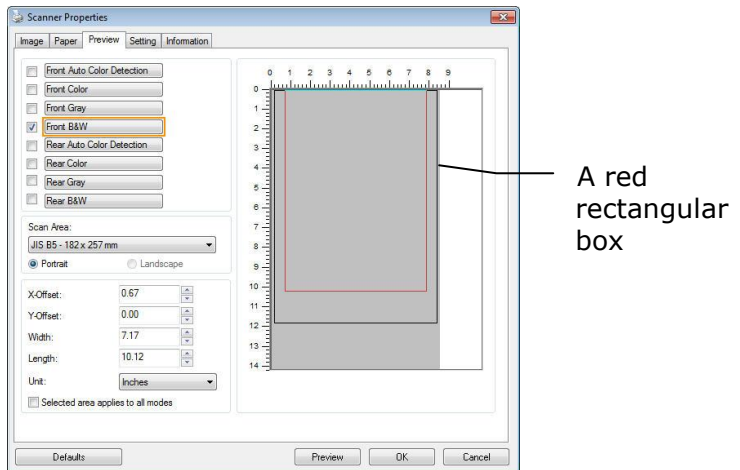 Scanner Properties
Image Paper Preview Setting Information
Front Auto Color Detection
Front Color
Front Gray
Front B&W
Rear Auto Color Detection
Rear Color
Rear Gray
Rear B&W
Scan Area:
JIS B5 - 182 x 257 mm
Portrait Landscape
X-Offset: 0.67
Y-Offset: 0.00
Width: 7.17
Length: 10.12
Unit: Inches
Selected area applies to all modes
0 1 2 3 4 5 6 7 8 9
0
1
2
3
4
5
6
7
8
9
10
11
12
13
14
A red
rectangular
box
Defaults Preview OK Cancel